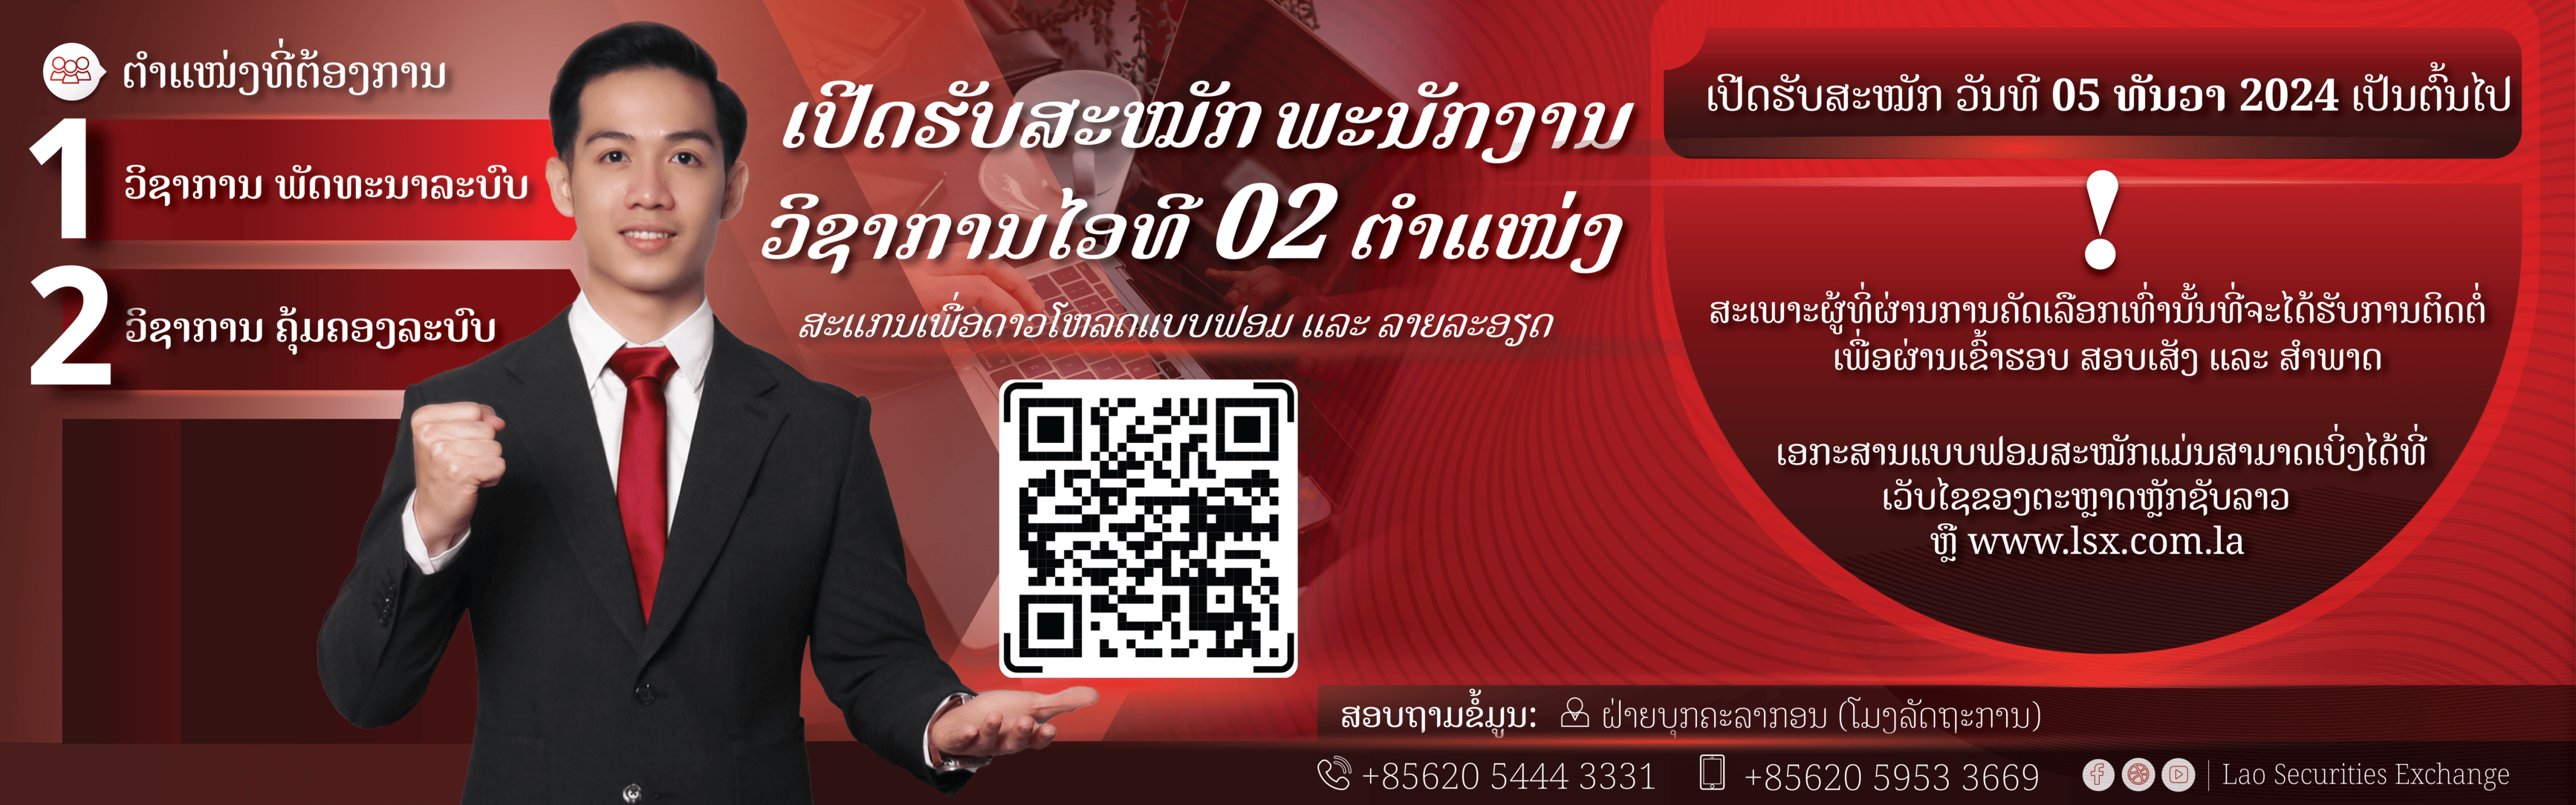 ຕຳແໜ່ງທີ່ຕ້ອງການ
1
ວິຊາການ ພັດທະນາລະບົບ
2
ວິຊາການ ຄຸ້ມຄອງລະບົບ
ເປີດຮັບສະໝັກ ພະນັກງານ
ວິຊາການໄອທີ 02 ຕຳແໜ່ງ
ສະແກນເພື່ອດາວໂຫລດແບບຟອມ ແລະ ລາຍລະອຽດ
ເປີດຮັບສະໝັກ ວັນທີ 05 ທັນວາ 2024 ເປັນຕົ້ນໄປ
!
ສະເພາະຜູ້ທີ່ຜ່ານການຄັດເລືອກເທົ່ານັ້ນທີ່ຈະໄດ້ຮັບການຕິດຕໍ່
ເພື່ອຜ່ານເຂົ້າຮອບ ສອບເສັງ ແລະ ສຳພາດ
ເອກະສານແບບຟອມສະໝັກແມ່ນສາມາດເບິ່ງໄດ້ທີ່
ເວັບໄຊຂອງຕະຫຼາດຫຼັກຊັບລາວ
ຫຼື www.lsx.com.la
ສອບຖາມຂໍ້ມູນ: ຝ່າຍບຸກຄະລາກອນ (ໂມງລັດຖະການ)
+85620 5444 3331 +85620 5953 3669
Lao Securities Exchange